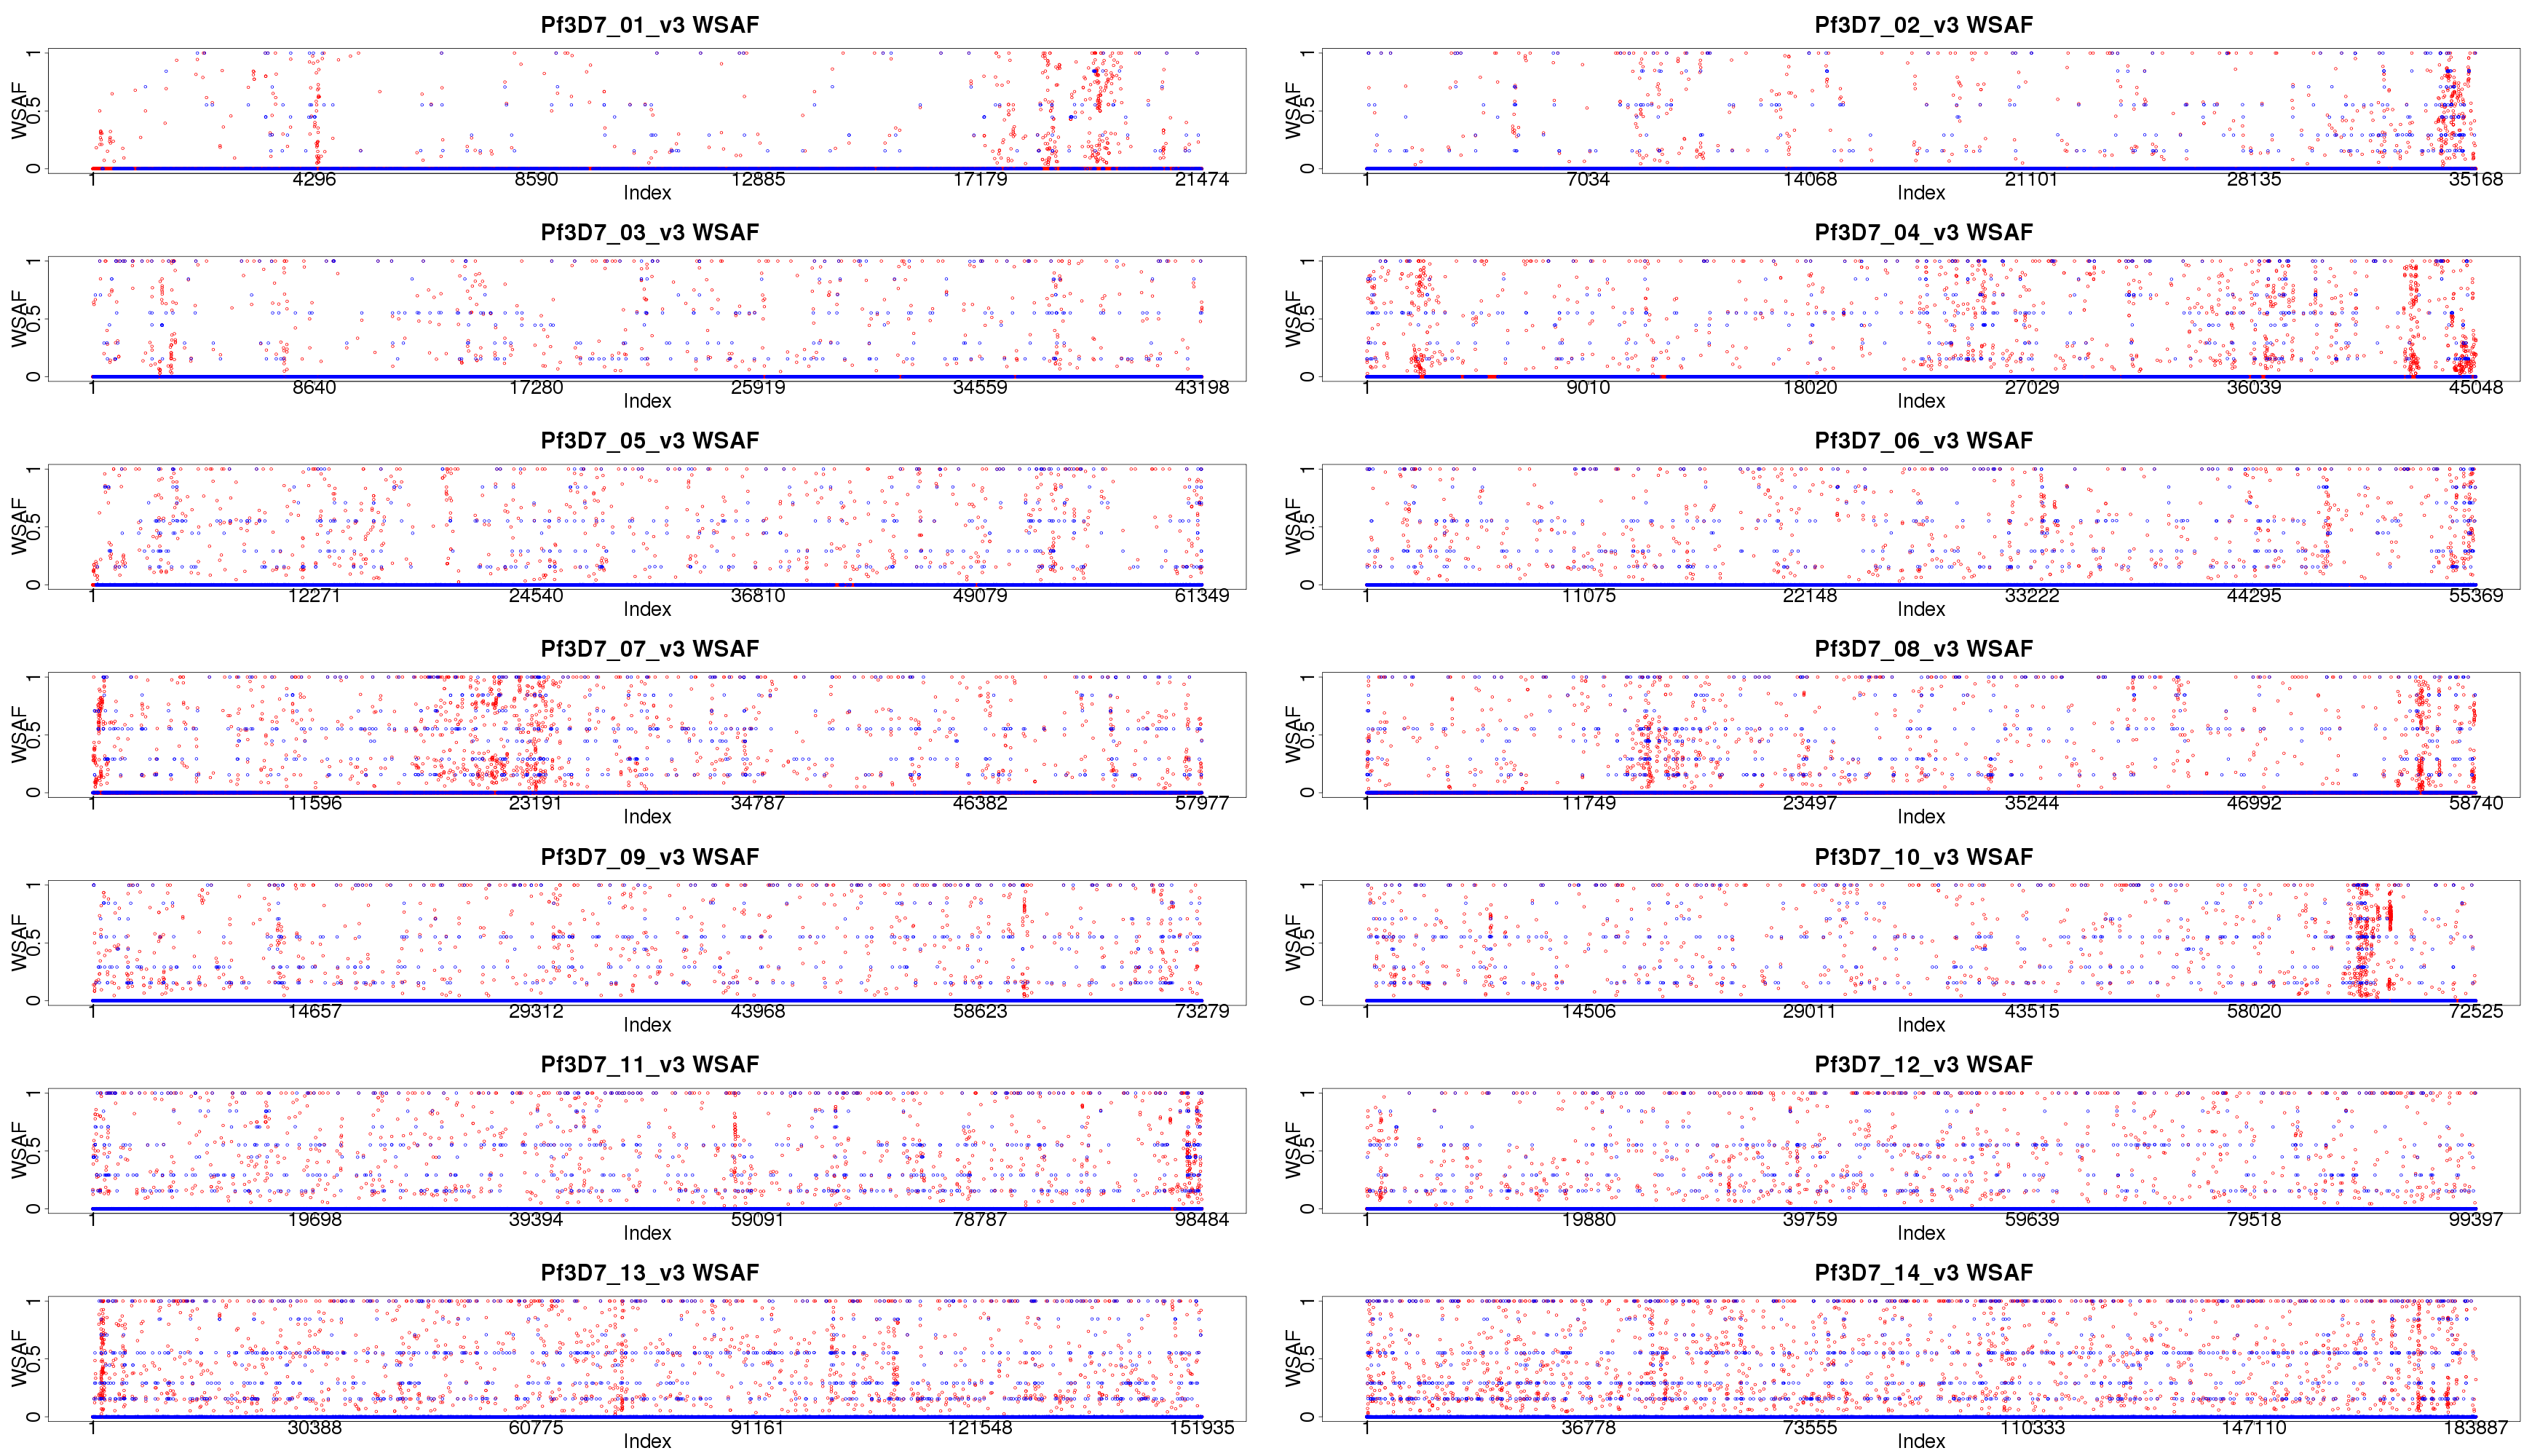 Pf3D7_01_v3 WSAF
WSAF
0 0.5 1
1 4296 8590 12885 17179 21474
Index
Pf3D7_02_v3 WSAF
WSAF
0 0.5 1
1 7034 14068 21101 28135 35168
Index
Pf3D7_03_v3 WSAF
WSAF
0 0.5 1
1 8640 17280 25919 34559 43198
Index
Pf3D7_04_v3 WSAF
WSAF
0 0.5 1
1 9010 18020 27029 36039 45048
Index
Pf3D7_05_v3 WSAF
WSAF
0 0.5 1
1 12271 24540 36810 49079 61349
Index
Pf3D7_06_v3 WSAF
WSAF
0 0.5 1
1 11075 22148 33222 44295 55369
Index
Pf3D7_07_v3 WSAF
WSAF
0 0.5 1
1 11596 23191 34787 46382 57977
Index
Pf3D7_08_v3 WSAF
WSAF
0 0.5 1
1 11749 23497 35244 46992 58740
Index
Pf3D7_09_v3 WSAF
WSAF
0 0.5 1
1 14657 29312 43968 58623 73279
Index
Pf3D7_10_v3 WSAF
WSAF
0 0.5 1
1 14506 29011 43515 58020 72525
Index
Pf3D7_11_v3 WSAF
WSAF
0 0.5 1
1 19698 39394 59091 78787 98484
Index
Pf3D7_12_v3 WSAF
WSAF
0 0.5 1
1 19880 39759 59639 79518 99397
Index
Pf3D7_13_v3 WSAF
WSAF
0 0.5 1
1 30388 60775 91161 121548 151935
Index
Pf3D7_14_v3 WSAF
WSAF
0 0.5 1
1 36778 73555 110333 147110 183887
Index